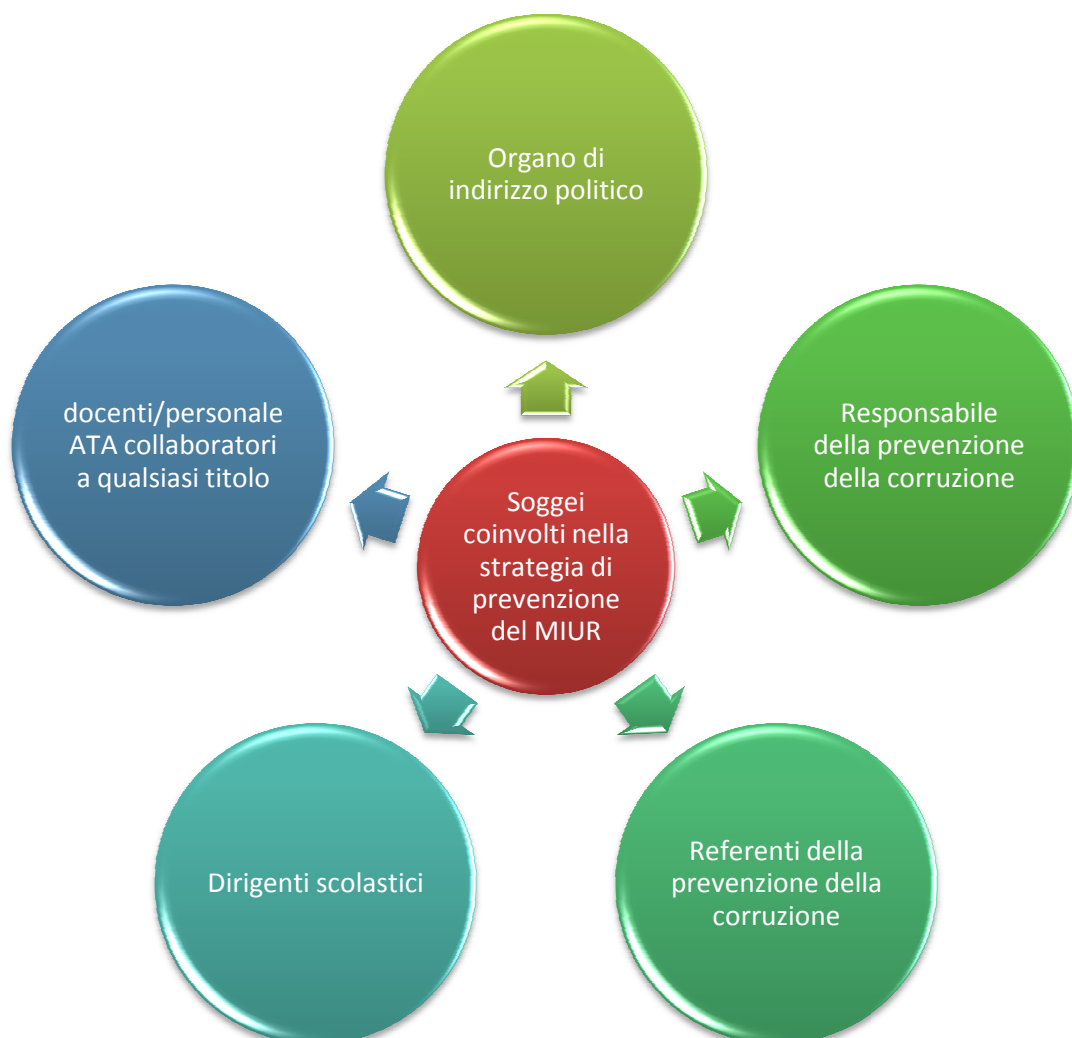 Organo di
indirizzo politico
Responsabile
della prevenzione
della corruzione
Referenti della
prevenzione della
corruzione
Dirigenti scolastici
docenti/personale
ATA collaboratori
a qualsiasi titolo
Soggei
coinvolti nella
strategia di
prevenzione
del MIUR